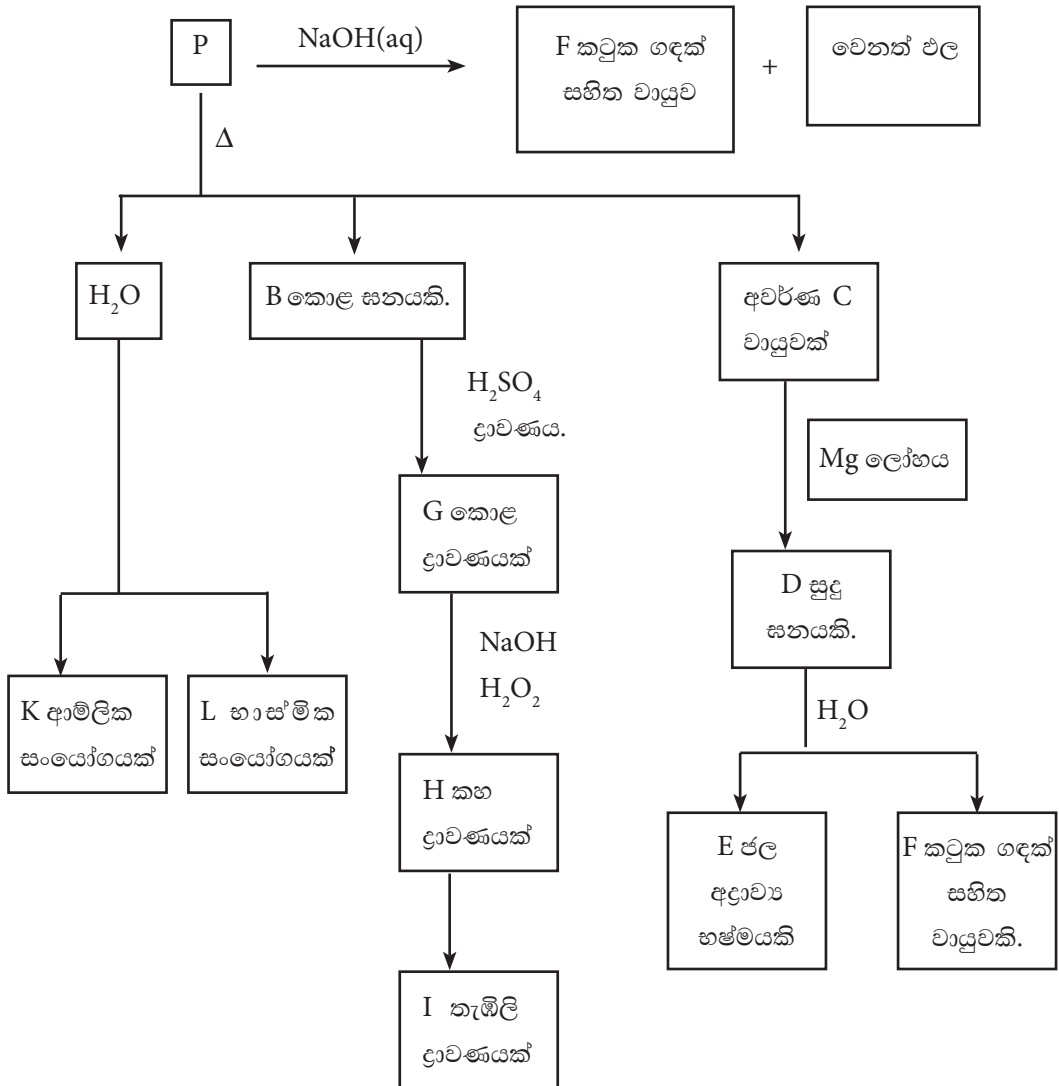 P
NaOH(aq)
F කටුක ගඳක්
සහිත වායුව
+
වෙනත් ඵල
Δ
H₂O
B කොළ ඝනයකි.
අවර්ණ C
වායුවක්
H₂SO₄
ද්‍රාවණය.
Mg ලෝහය
G කොළ
ද්‍රාවණයක්
D සුදු
ඝනයකි.
NaOH
H₂O₂
H₂O
K ආම්ලික
සංයෝගයක්
L භාස්මික
සංයෝගයක්
H කහ
ද්‍රාවණයක්
E ජල
අද්‍රාව්‍ය
භෂ්මයකි
F කටුක ගඳක්
සහිත
වායුවකි.
I තැඹිලි
ද්‍රාවණයක්